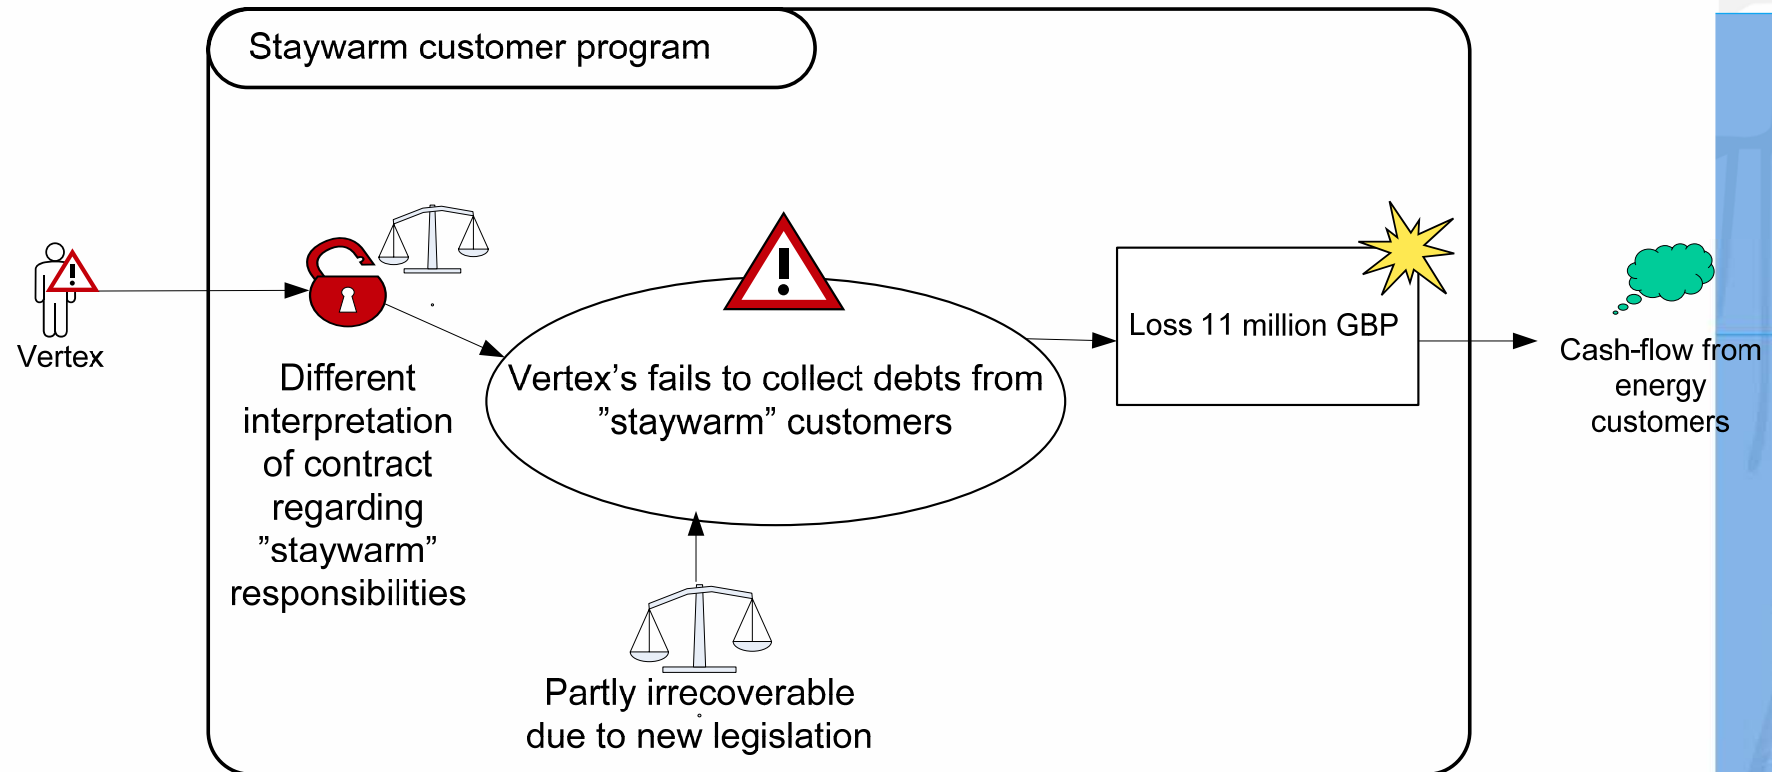 Staywarm customer program
Vertex
Different
interpretation
of contract
regarding
”staywarm”
responsibilities
Vertex’s fails to collect debts from
”staywarm” customers
Partly irrecoverable
due to new legislation
Loss 11 million GBP
Cash-flow from
energy
customers